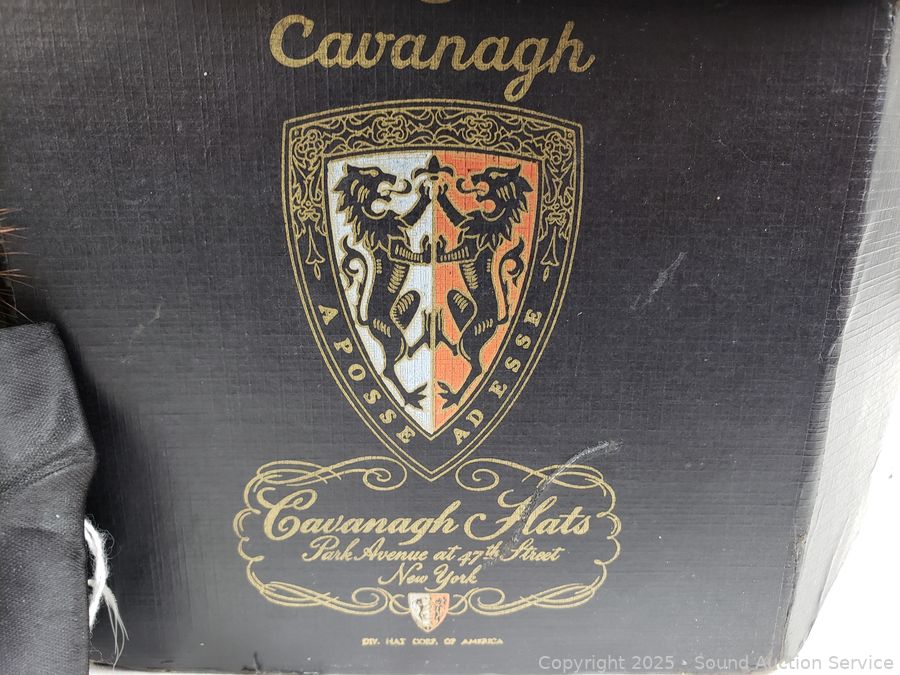 Cavanagh
A POSSE AD ESSE
Cavanagh Hats
Park Avenue at 47th Street
New York
DIV. HAT CORP. OF AMERICA
Copyright © 2025 · Sound Auction Service